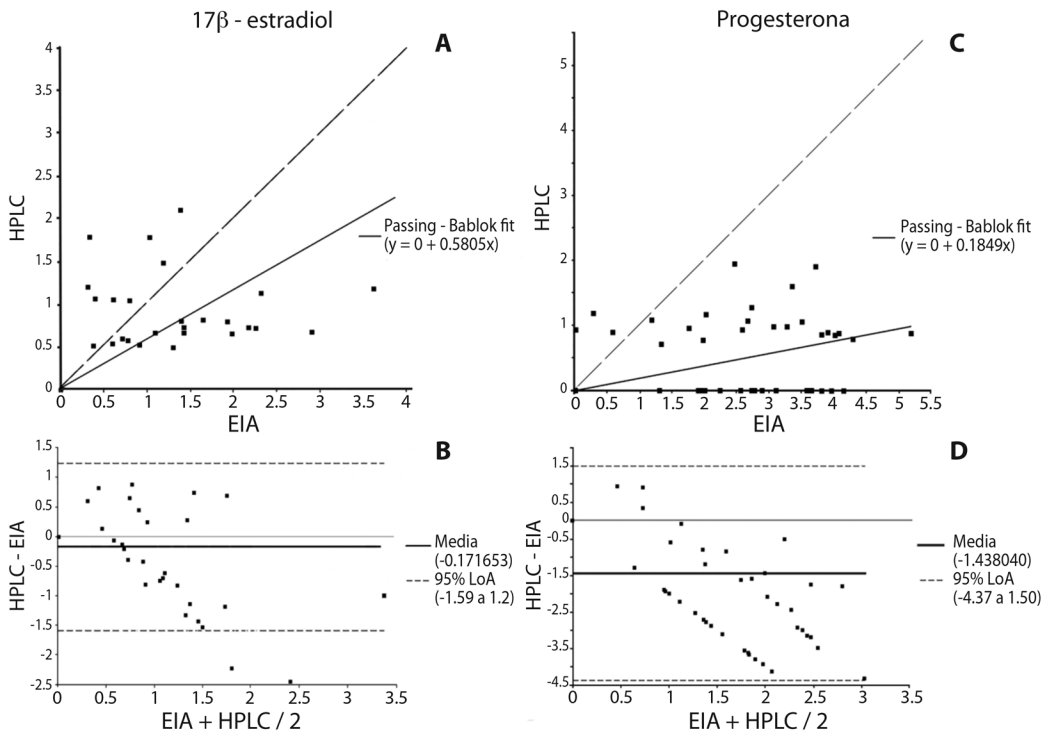 17β - estradiol
A
4
3.5
3
2.5
2
1.5
1
0.5
0
HPLC
0 0.5 1 1.5 2 2.5 3 3.5 4
EIA
Passing - Bablok fit
(y = 0 + 0.5805x)
Progesterona
C
5
4
3
2
1
0
HPLC
0 0.5 1 1.5 2 2.5 3 3.5 4 4.5 5 5.5
EIA
Passing - Bablok fit
(y = 0 + 0.1849x)
B
1.5
1
0.5
0
-0.5
-1
-1.5
-2
-2.5
HPLC - EIA
0 0.5 1 1.5 2 2.5 3 3.5
EIA + HPLC / 2
Media
(-0.171653)
95% LoA
(-1.59 a 1.2)
D
1.5
0.5
0
-0.5
-1.5
-2.5
-3.5
-4.5
HPLC - EIA
0 0.5 1 1.5 2 2.5 3 3.5
EIA + HPLC / 2
Media
(-1.438040)
95% LoA
(-4.37 a 1.50)